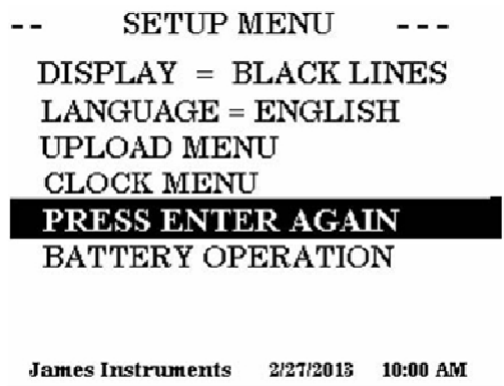 -- SETUP MENU ---
DISPLAY = BLACK LINES
LANGUAGE = ENGLISH
UPLOAD MENU
CLOCK MENU
PRESS ENTER AGAIN
BATTERY OPERATION
James Instruments 2/27/2013 10:00 AM